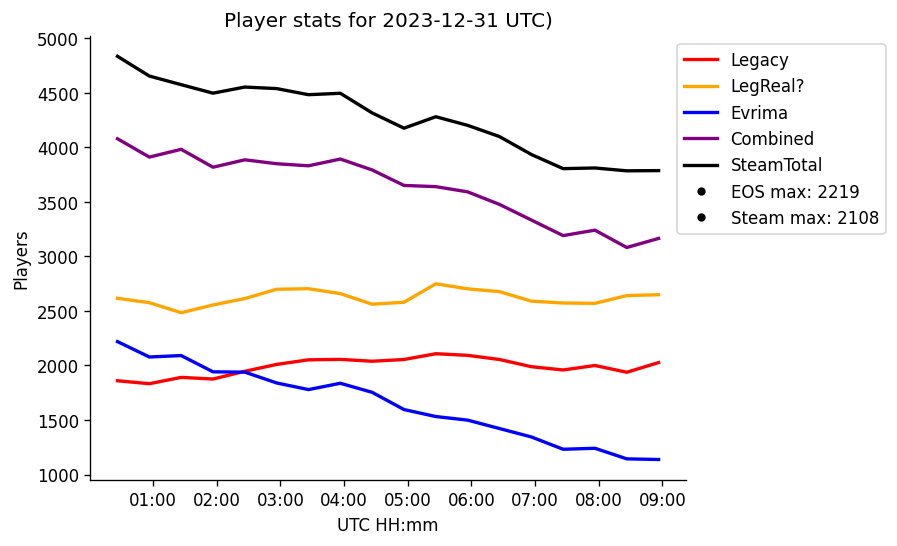 Player stats for 2023-12-31 UTC)
Players
5000
4500
4000
3500
3000
2500
2000
1500
1000
01:00 02:00 03:00 04:00 05:00 06:00 07:00 08:00 09:00
UTC HH:mm
Legacy
LegReal?
Evrima
Combined
SteamTotal
EOS max: 2219
Steam max: 2108